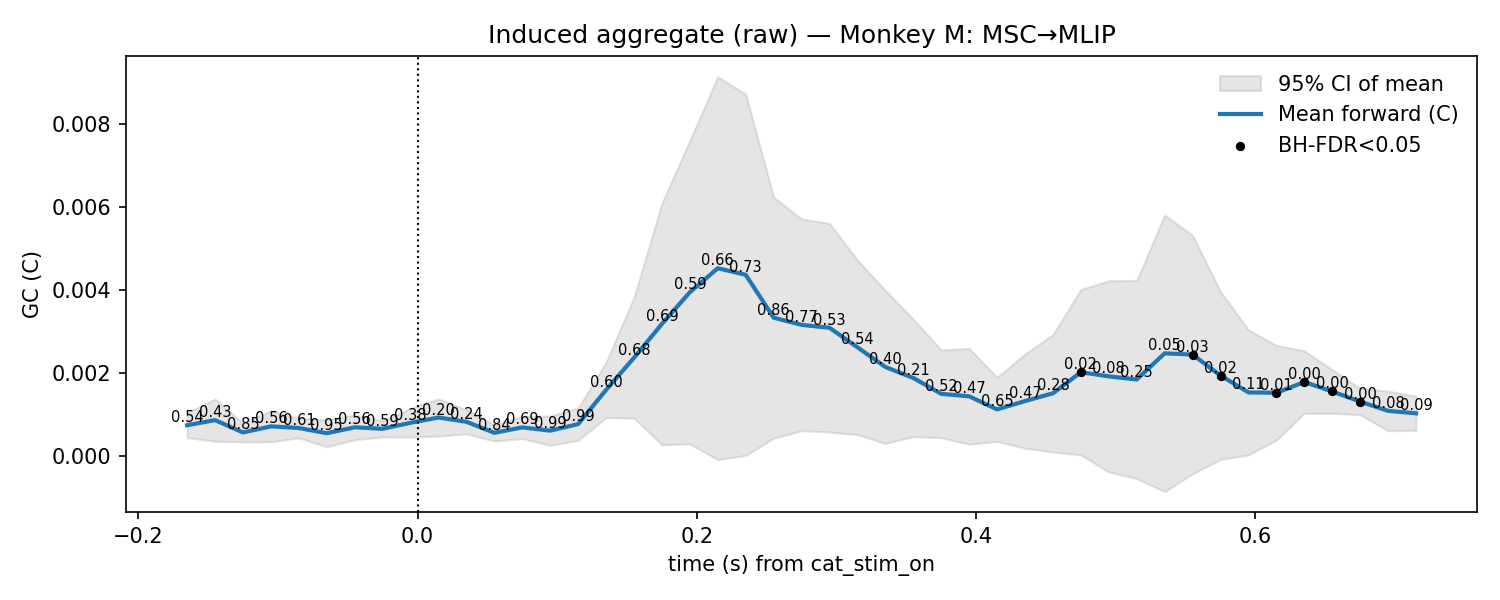 Induced aggregate (raw) — Monkey M: MSC→MLIP
95% CI of mean
Mean forward (C)
BH-FDR<0.05
GC (C)
0.008
0.006
0.004
0.002
0.000
0.54 0.43 0.85 0.56 0.61 0.95 0.56 0.59 0.38 0.20 0.24 0.84 0.69 0.99 0.99 0.60 0.68 0.69 0.59 0.66 0.73 0.86 0.77 0.53 0.54 0.40 0.21 0.52 0.47 0.65 0.47 0.28 0.02 0.08 0.25 0.05 0.03 0.02 0.11 0.01 0.00 0.00 0.00 0.08 0.09
−0.2 0.0 0.2 0.4 0.6
time (s) from cat_stim_on